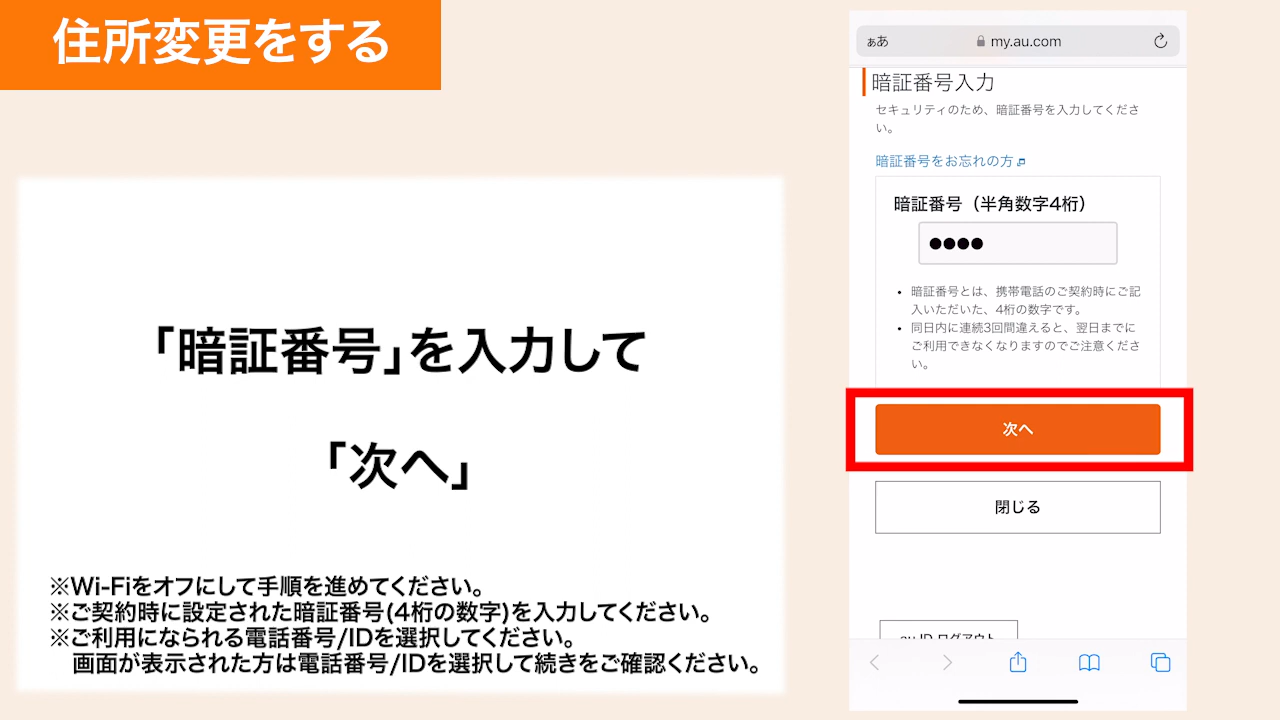 住所変更をする
「暗証番号」を入力して
「次へ」
※Wi-Fiをオフにして手順を進めてください。
※ご契約時に設定された暗証番号(4桁の数字)を入力してください。
※ご利用になられる電話番号/IDを選択してください。
画面が表示された方は電話番号/IDを選択して続きをご確認ください。
ぁあ
my.au.com
暗証番号入力
セキュリティのため、暗証番号を入力してくださ
い。
暗証番号をお忘れの方
暗証番号（半角数字4桁）
●●●●
• 暗証番号とは、携帯電話のご契約時にご記
入いただいた、4桁の数字です。
• 同日内に連続3回間違えると、翌日までに
ご利用できなくなりますのでご注意くださ
い。
次へ
閉じる
au ID ログアウト